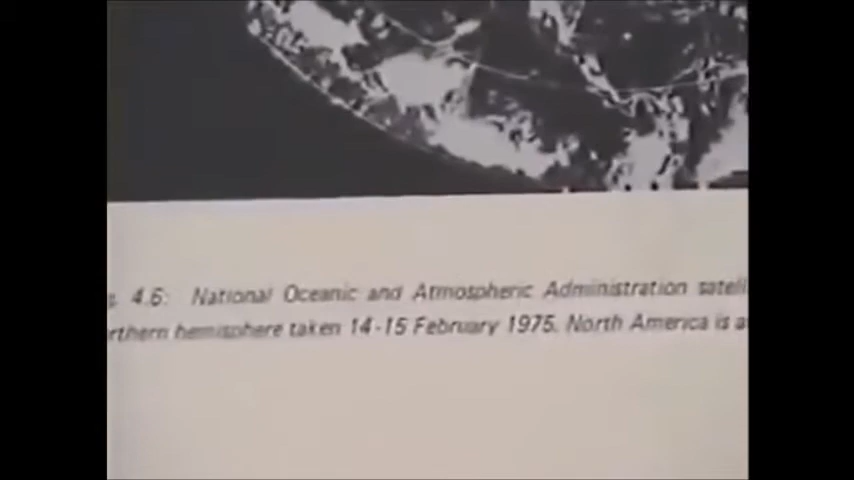 4.6: National Oceanic and Atmospheric Administration
hemisphere taken 14-15 February 1975. North America is